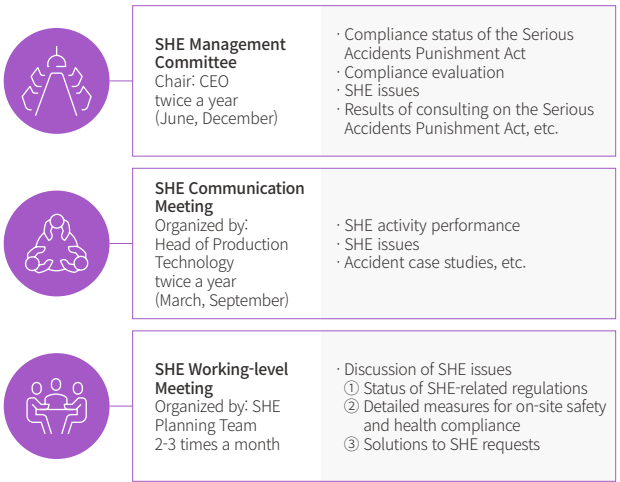 SHE Management
Committee
Chair: CEO
twice a year
(June, December)
· Compliance status of the Serious
Accidents Punishment Act
· Compliance evaluation
· SHE issues
· Results of consulting on the Serious
Accidents Punishment Act, etc.
SHE Communication
Meeting
Organized by:
Head of Production
Technology
twice a year
(March, September)
· SHE activity performance
· SHE issues
· Accident case studies, etc.
SHE Working-level
Meeting
Organized by: SHE
Planning Team
2-3 times a month
· Discussion of SHE issues
① Status of SHE-related regulations
② Detailed measures for on-site safety
and health compliance
③ Solutions to SHE requests